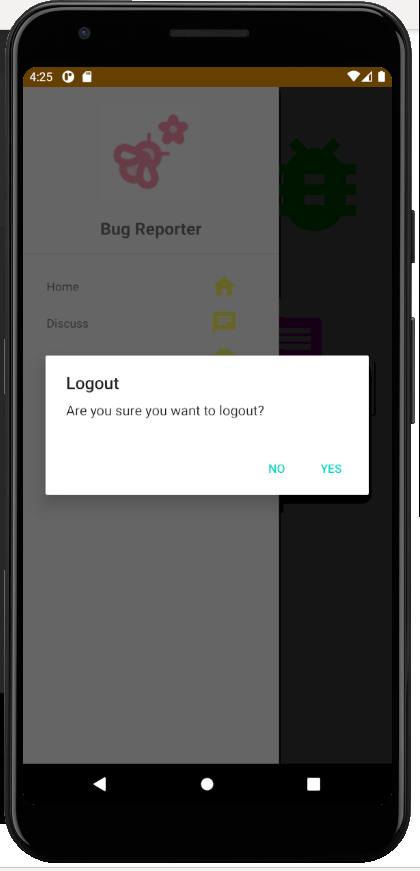 4:25
Bug Reporter
Home
Discuss
Logout
Are you sure you want to logout?
NO
YES